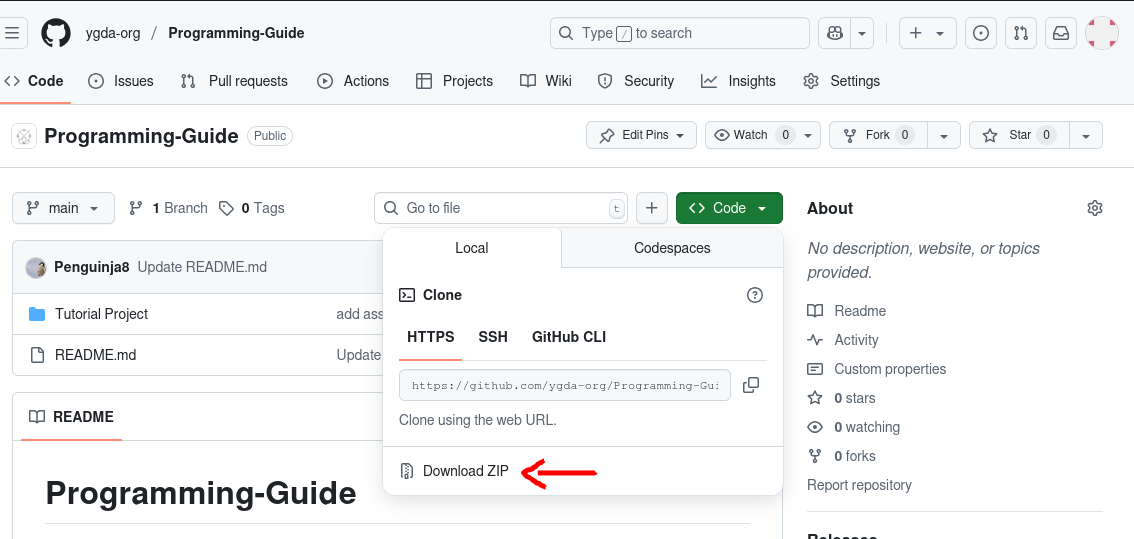 ygda-org / Programming-Guide
Type / to search
Code Issues Pull requests Actions Projects Wiki Security Insights Settings
Programming-Guide Public
Edit Pins Watch 0 Fork 0 Star 0
main 1 Branch 0 Tags
Go to file t
Code
Local Codespaces
Penguinja8 Update README.md
Clone
Tutorial Project add ass
HTTPS SSH GitHub CLI
README.md Update
https://github.com/ygda-org/Programming-Gui
Clone using the web URL.
README
Download ZIP
Programming-Guide
About
No description, website, or topics
provided.
Readme
Activity
Custom properties
0 stars
0 watching
0 forks
Report repository
Releases